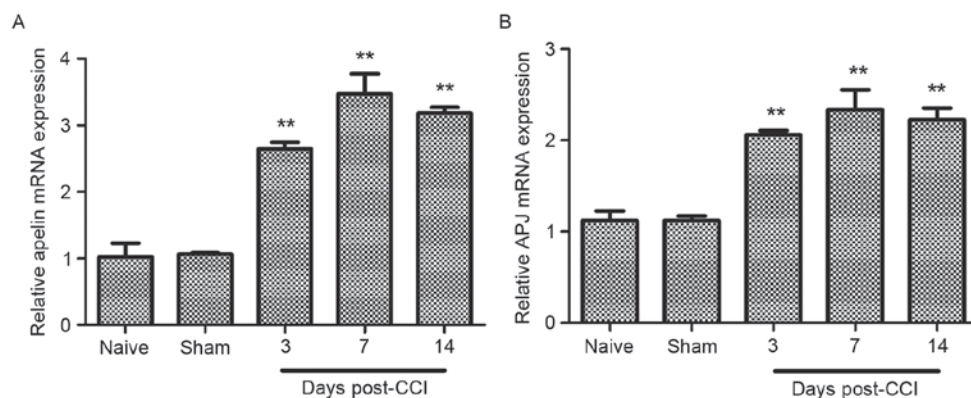 A
Relative apelin mRNA expression
4
3
2
1
0
**
**
**
Naive Sham 3 7 14
Days post-CCI
B
Relative APJ mRNA expression
3
2
1
0
**
**
**
Naive Sham 3 7 14
Days post-CCI